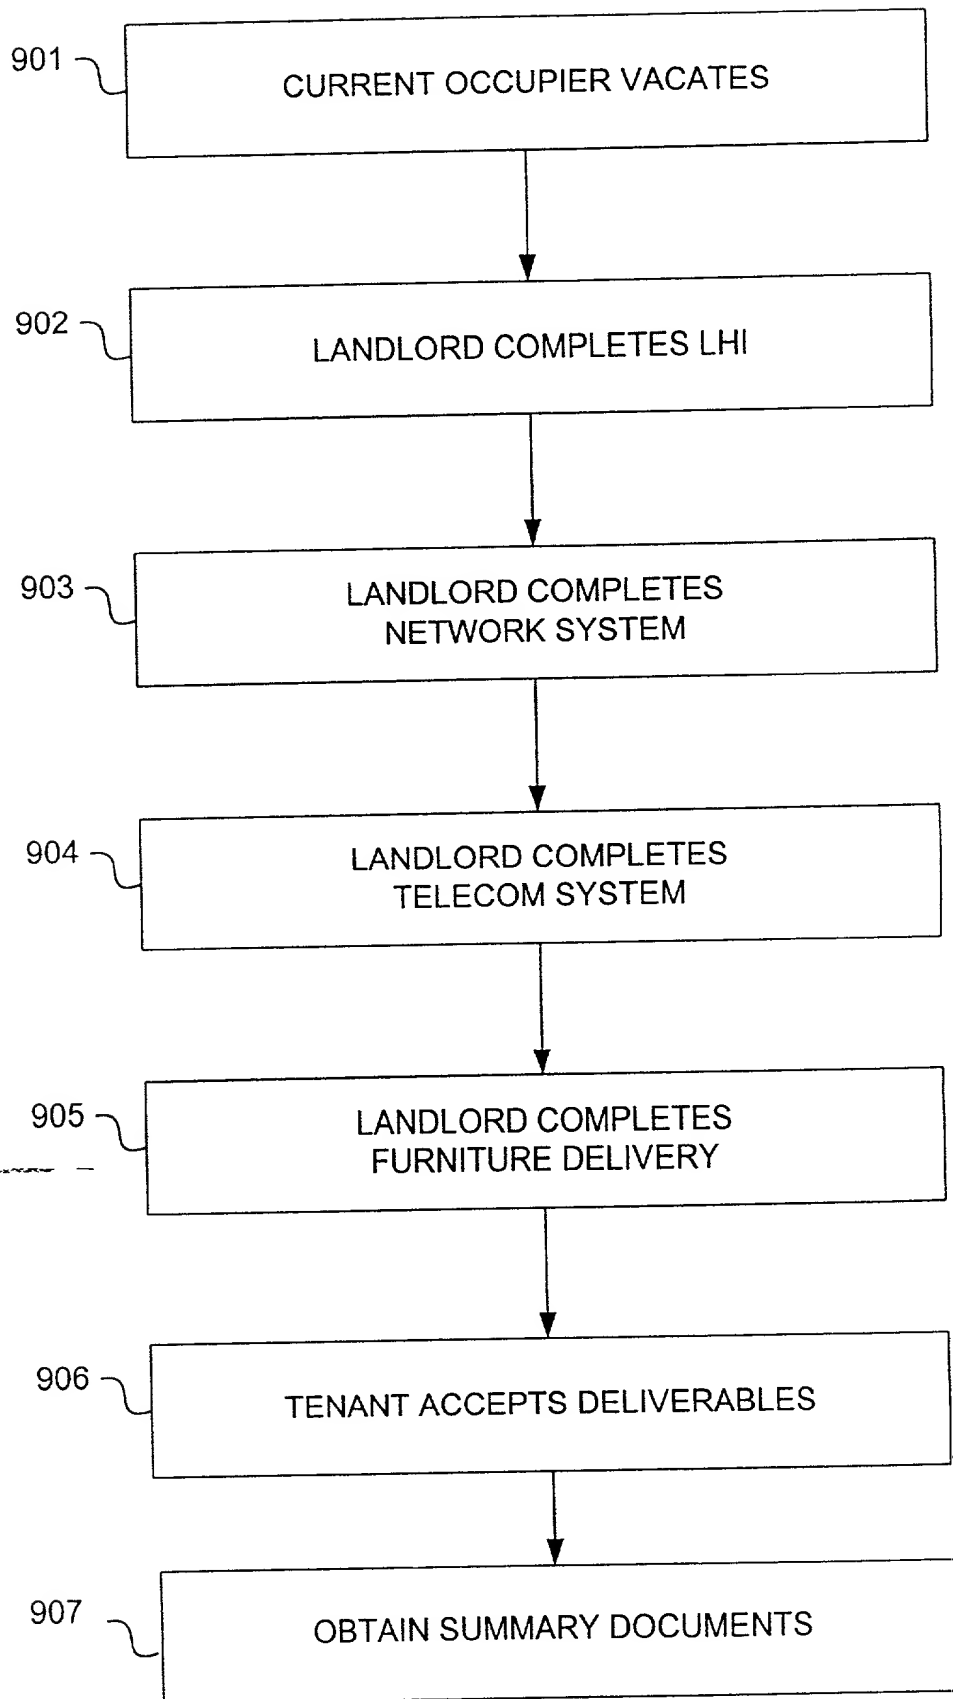 901
CURRENT OCCUPIER VACATES
902
LANDLORD COMPLETES LHI
903
LANDLORD COMPLETES
NETWORK SYSTEM
904
LANDLORD COMPLETES
TELECOM SYSTEM
905
LANDLORD COMPLETES
FURNITURE DELIVERY
906
TENANT ACCEPTS DELIVERABLES
907
OBTAIN SUMMARY DOCUMENTS